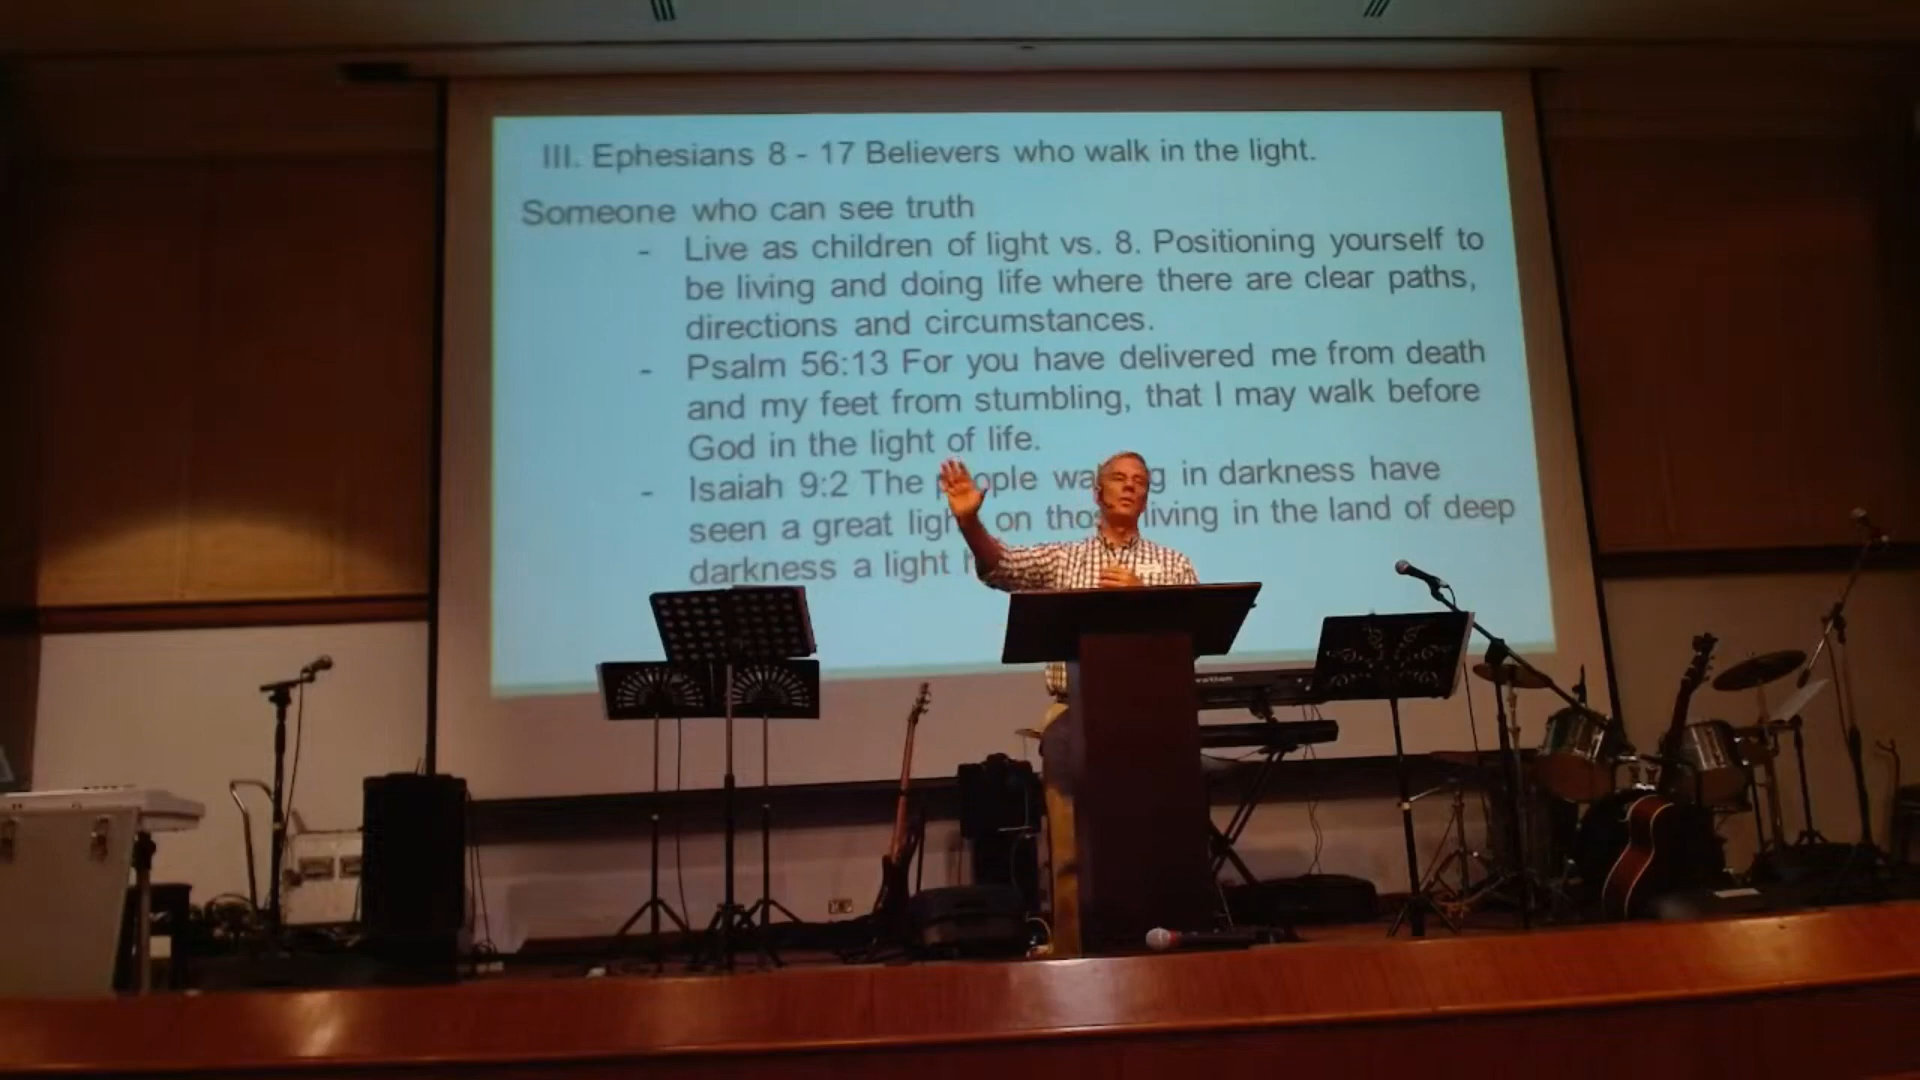 III. Ephesians 8 - 17 Believers who walk in the light.
Someone who can see truth
- Live as children of light vs. 8. Positioning yourself to
be living and doing life where there are clear paths,
directions and circumstances.
- Psalm 56:13 For you have delivered me from death
and my feet from stumbling, that I may walk before
God in the light of life.
- Isaiah 9:2 The in darkness have
seen a great on living in the land of deep
darkness a light